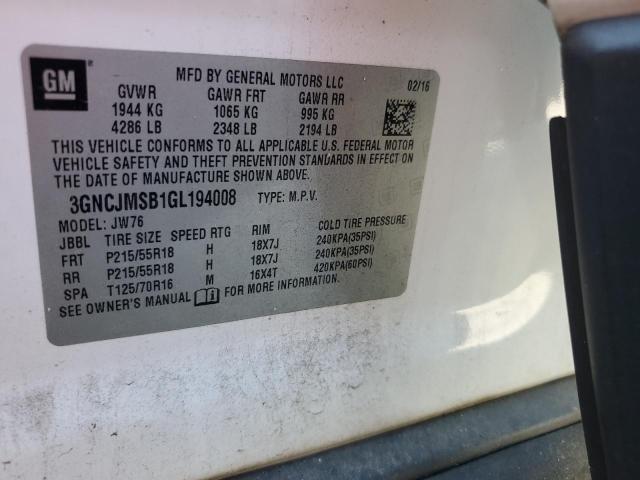 GM
MFD BY GENERAL MOTORS LLC 02/16
GVWR GAWR FRT GAWR RR
1944 KG 1065 KG 995 KG
4286 LB 2348 LB 2194 LB
THIS VEHICLE CONFORMS TO ALL APPLICABLE U.S. FEDERAL MOTOR
VEHICLE SAFETY AND THEFT PREVENTION STANDARDS IN EFFECT ON
THE DATE OF MANUFACTURE SHOWN ABOVE.
3GNCJMSB1GL194008 TYPE: M.P.V.
MODEL: JW76
JBBL TIRE SIZE SPEED RTG RIM COLD TIRE PRESSURE
FRT P215/55R18 H 18X7J 240KPA(35PSI)
RR P215/55R18 H 18X7J 240KPA(35PSI)
SPA T125/70R16 M 16X4T 420KPA(60PSI)
SEE OWNER'S MANUAL FOR MORE INFORMATION.